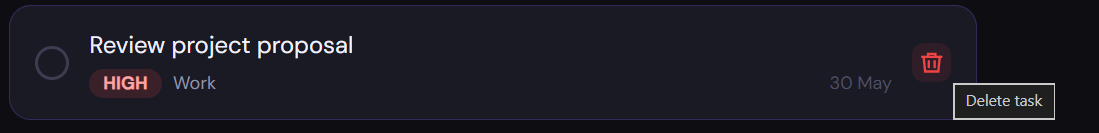 Review project proposal
HIGH Work 30 May
Delete task